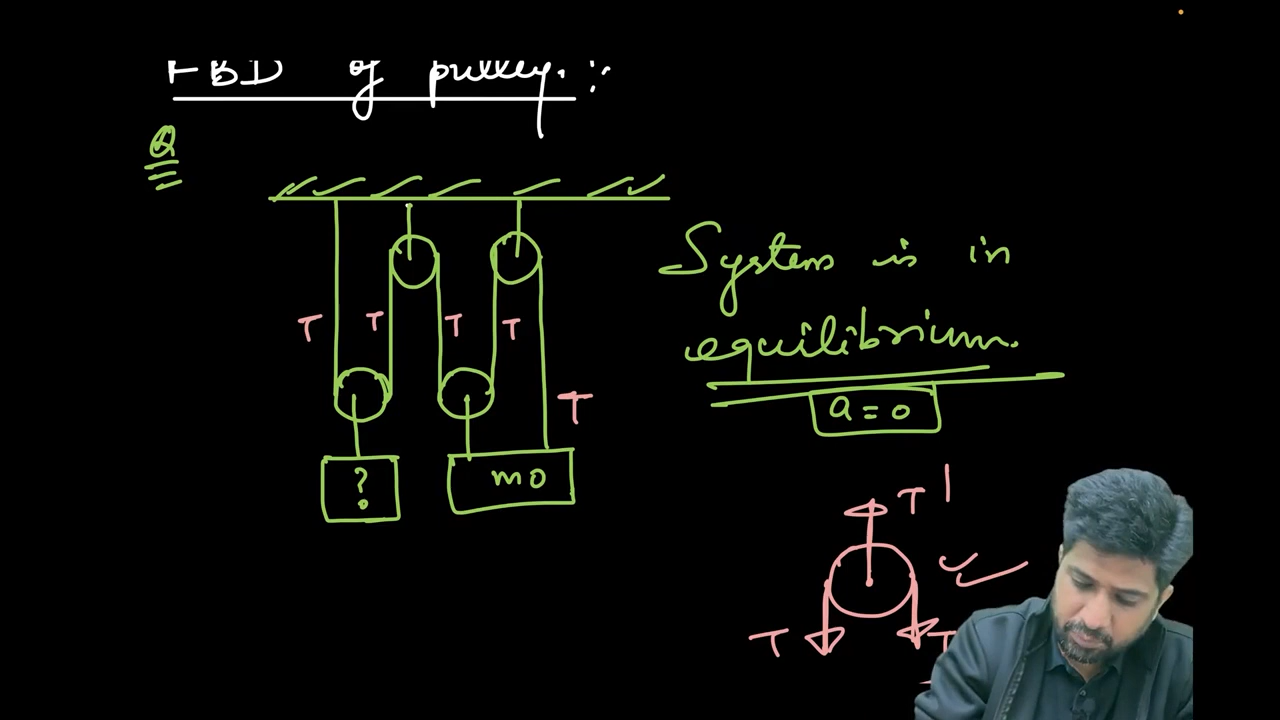 FBD of pulley. :
Q
System is in
equilibrium.
a = 0
T T T T
T
? m0
T'
T T